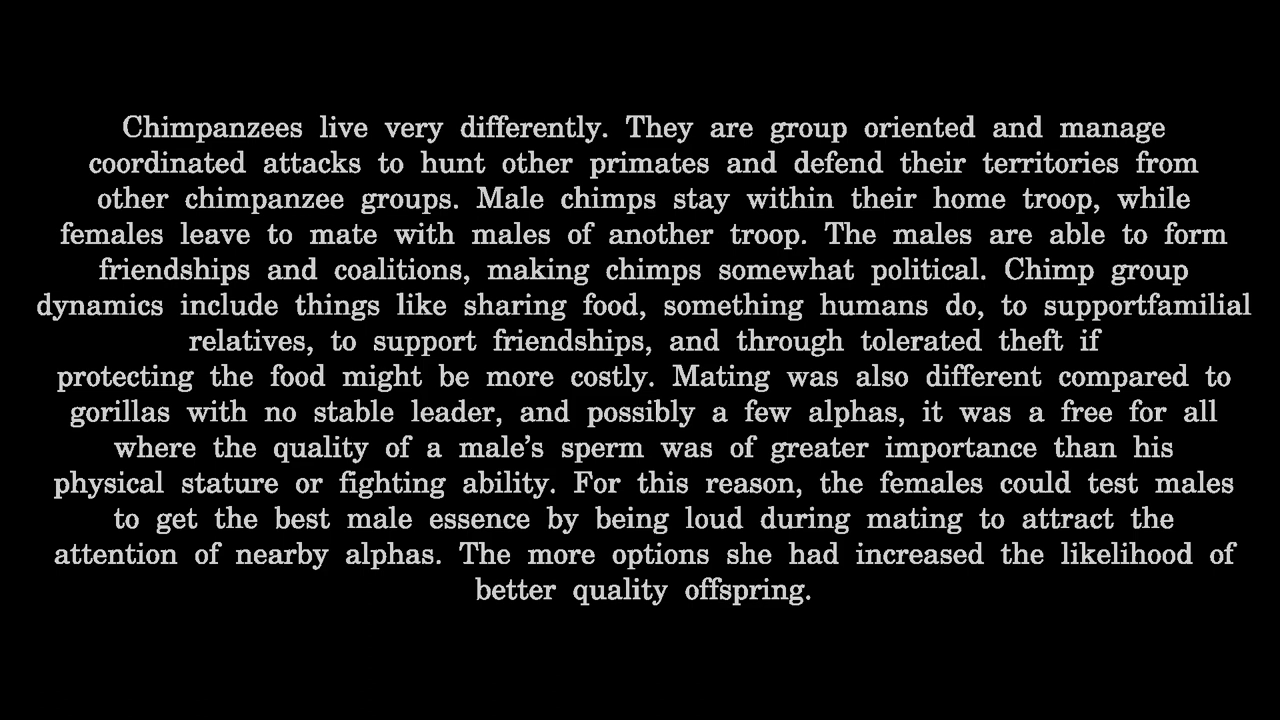 Chimpanzees live very differently. They are group oriented and manage
coordinated attacks to hunt other primates and defend their territories from
other chimpanzee groups. Male chimps stay within their home troop, while
females leave to mate with males of another troop. The males are able to form
friendships and coalitions, making chimps somewhat political. Chimp group
dynamics include things like sharing food, something humans do, to supportfamilial
relatives, to support friendships, and through tolerated theft if
protecting the food might be more costly. Mating was also different compared to
gorillas with no stable leader, and possibly a few alphas, it was a free for all
where the quality of a male’s sperm was of greater importance than his
physical stature or fighting ability. For this reason, the females could test males
to get the best male essence by being loud during mating to attract the
attention of nearby alphas. The more options she had increased the likelihood of
better quality offspring.